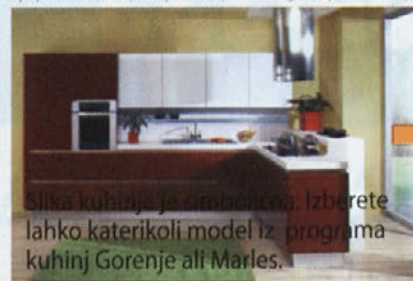 Slika kuhinje je simbolična. Izberete
lahko katerikoli model iz programa
kuhinj Gorenje ali Marles.